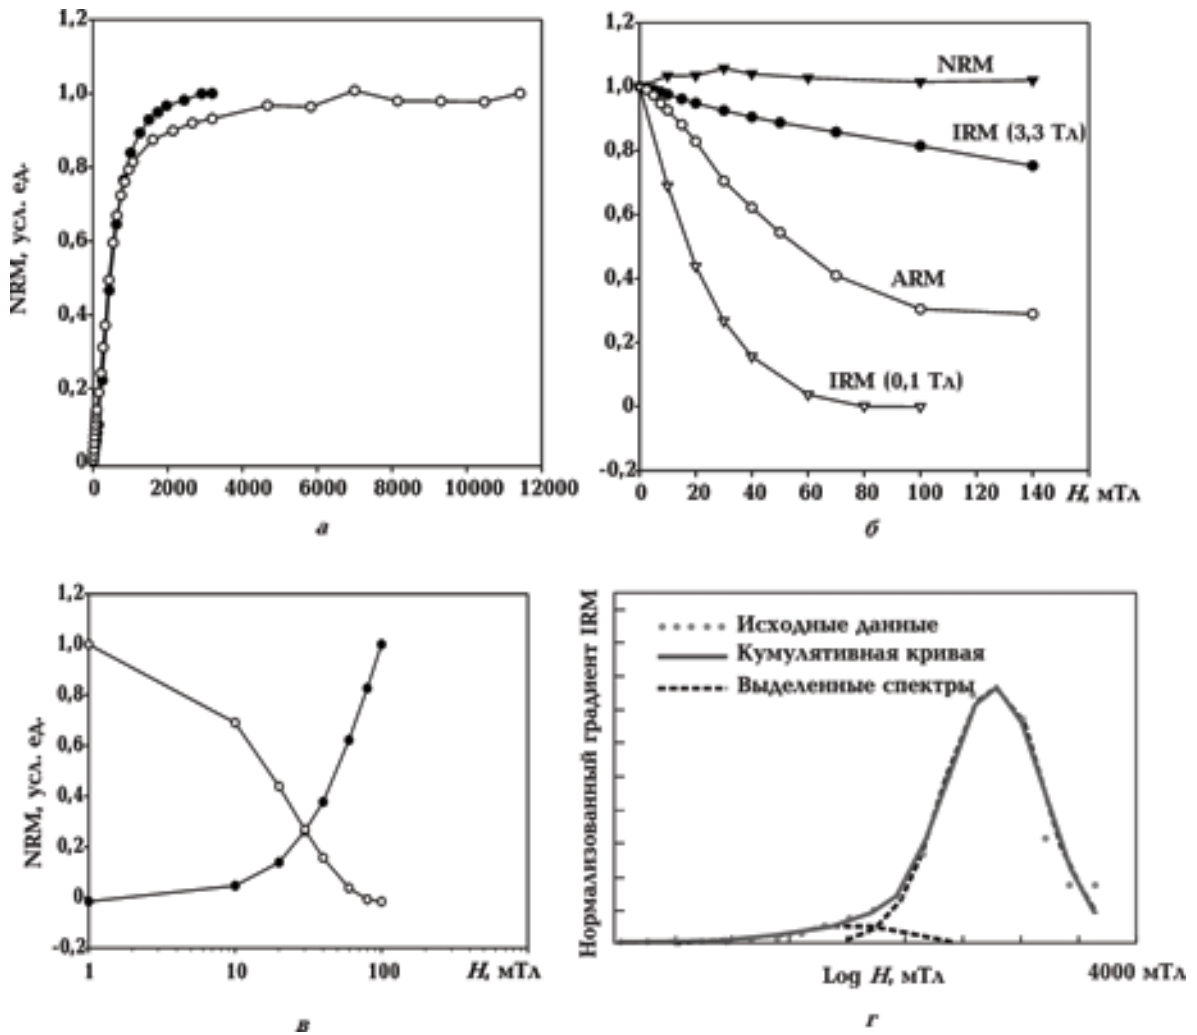 1,2
1,0
0,8
0,6
0,4
0,2
0
NRM, усл. ед.
0 2000 4000 6000 8000 10000 12000
а
1,2
1,0
0,8
0,6
0,4
0,2
0
-0,2
NRM
IRM (3,3 Тл)
ARM
IRM (0,1 Тл)
0 20 40 60 80 100 120 140 H, мТл
б
1,2
1,0
0,8
0,6
0,4
0,2
0
-0,2
NRM, усл. ед.
1 10 100 H, мТл
в
Нормализованный градиент IRM
Исходные данные
Кумулятивная кривая
Выделенные спектры
Log H, мТл 4000 мТл
г